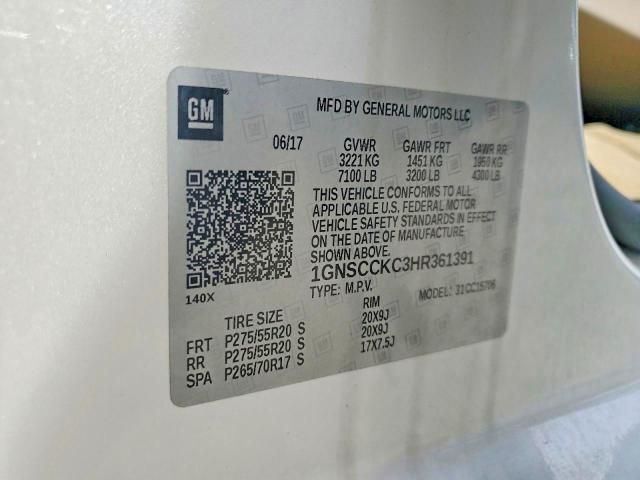 GM
MFD BY GENERAL MOTORS LLC
06/17 GVWR GAWR FRT GAWR RR
3221 KG 1451 KG 1950 KG
7100 LB 3200 LB 4300 LB
THIS VEHICLE CONFORMS TO ALL
APPLICABLE U.S. FEDERAL MOTOR
VEHICLE SAFETY STANDARDS IN EFFECT
ON THE DATE OF MANUFACTURE
SHOWN ABOVE.
1GNSCCKC3HR361391
TYPE: M.P.V. MODEL: 31CC15706
140X
TIRE SIZE RIM
FRT P275/55R20 S 20X9J
RR P275/55R20 S 20X9J
SPA P265/70R17 S 17X7.5J